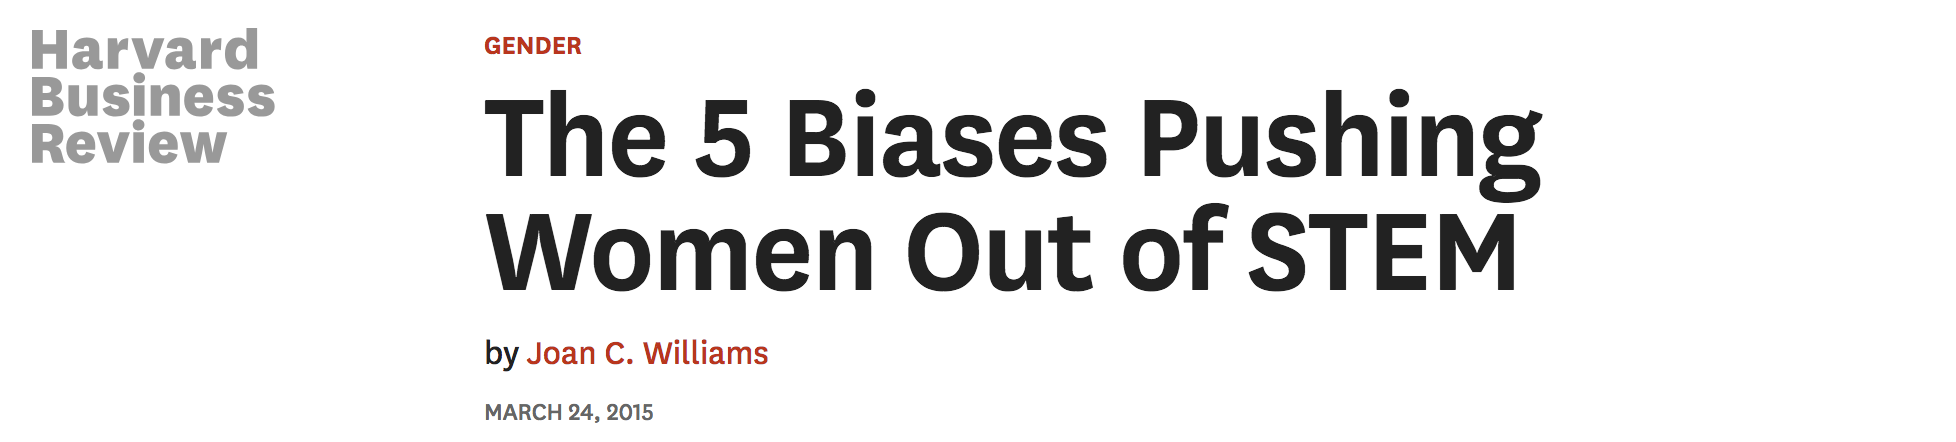 Harvard
Business
Review
GENDER
The 5 Biases Pushing
Women Out of STEM
by Joan C. Williams
MARCH 24, 2015